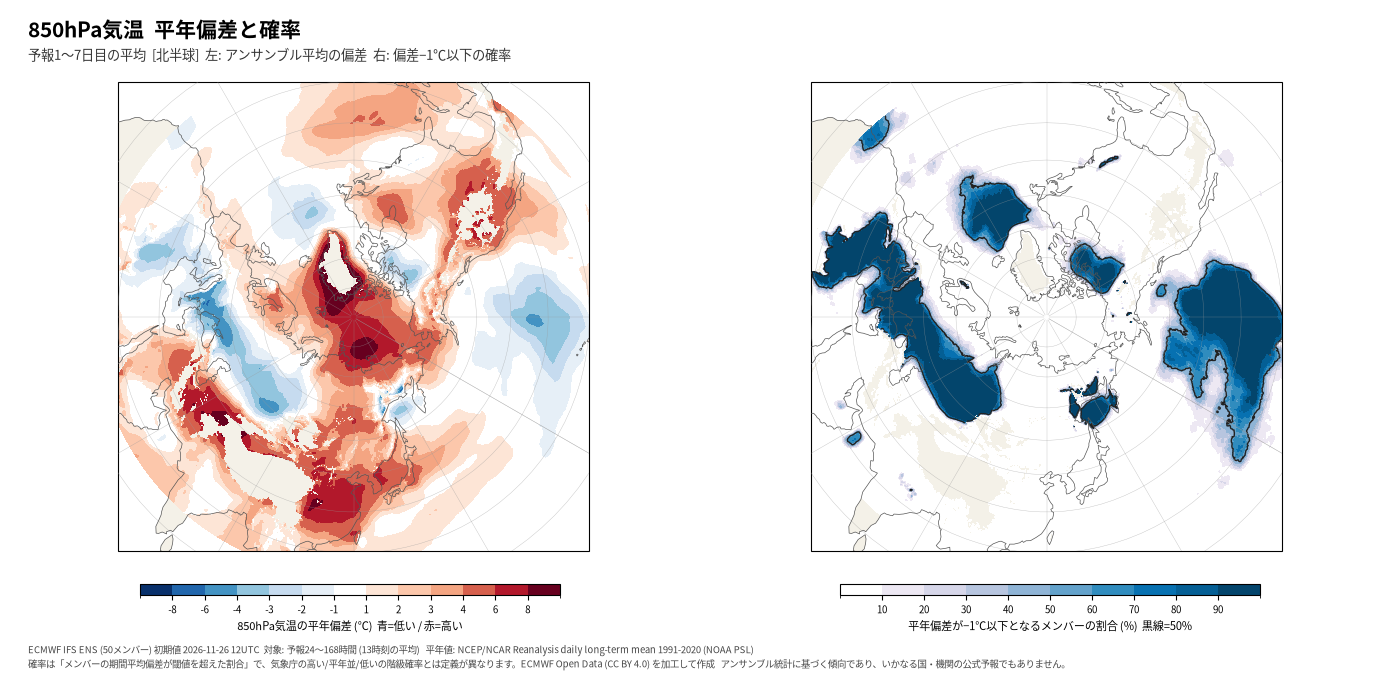 850hPa気温 平年偏差と確率
予報1～7日目の平均 [北半球] 左: アンサンブル平均の偏差 右: 偏差−1℃以下の確率
-8 -6 -4 -3 -2 -1 1 2 3 4 6 8
850hPa気温の平年偏差 (℃) 青=低い / 赤=高い
10 20 30 40 50 60 70 80 90
平年偏差が−1℃以下となるメンバーの割合 (%) 黒線=50%
ECMWF IFS ENS (50メンバー) 初期値 2026-11-26 12UTC 対象: 予報24～168時間 (13時刻の平均) 平年値: NCEP/NCAR Reanalysis daily long-term mean 1991-2020 (NOAA PSL)
確率は「メンバーの期間平均偏差が閾値を超えた割合」で、気象庁の高い/平年並/低いの階級確率とは定義が異なります。ECMWF Open Data (CC BY 4.0) を加工して作成 アンサンブル統計に基づく傾向であり、いかなる国・機関の公式予報でもありません。